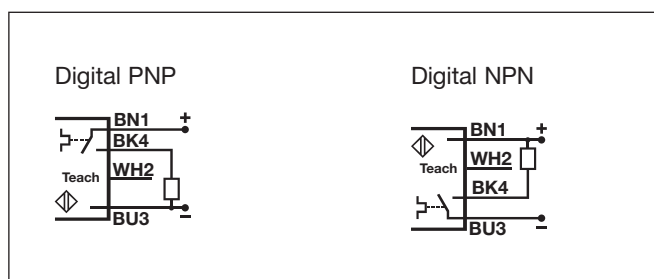 Digital PNP
BN1 +
BK4
WH2
Teach
BU3 −
Digital NPN
BN1 +
WH2
Teach
BK4
BU3 −